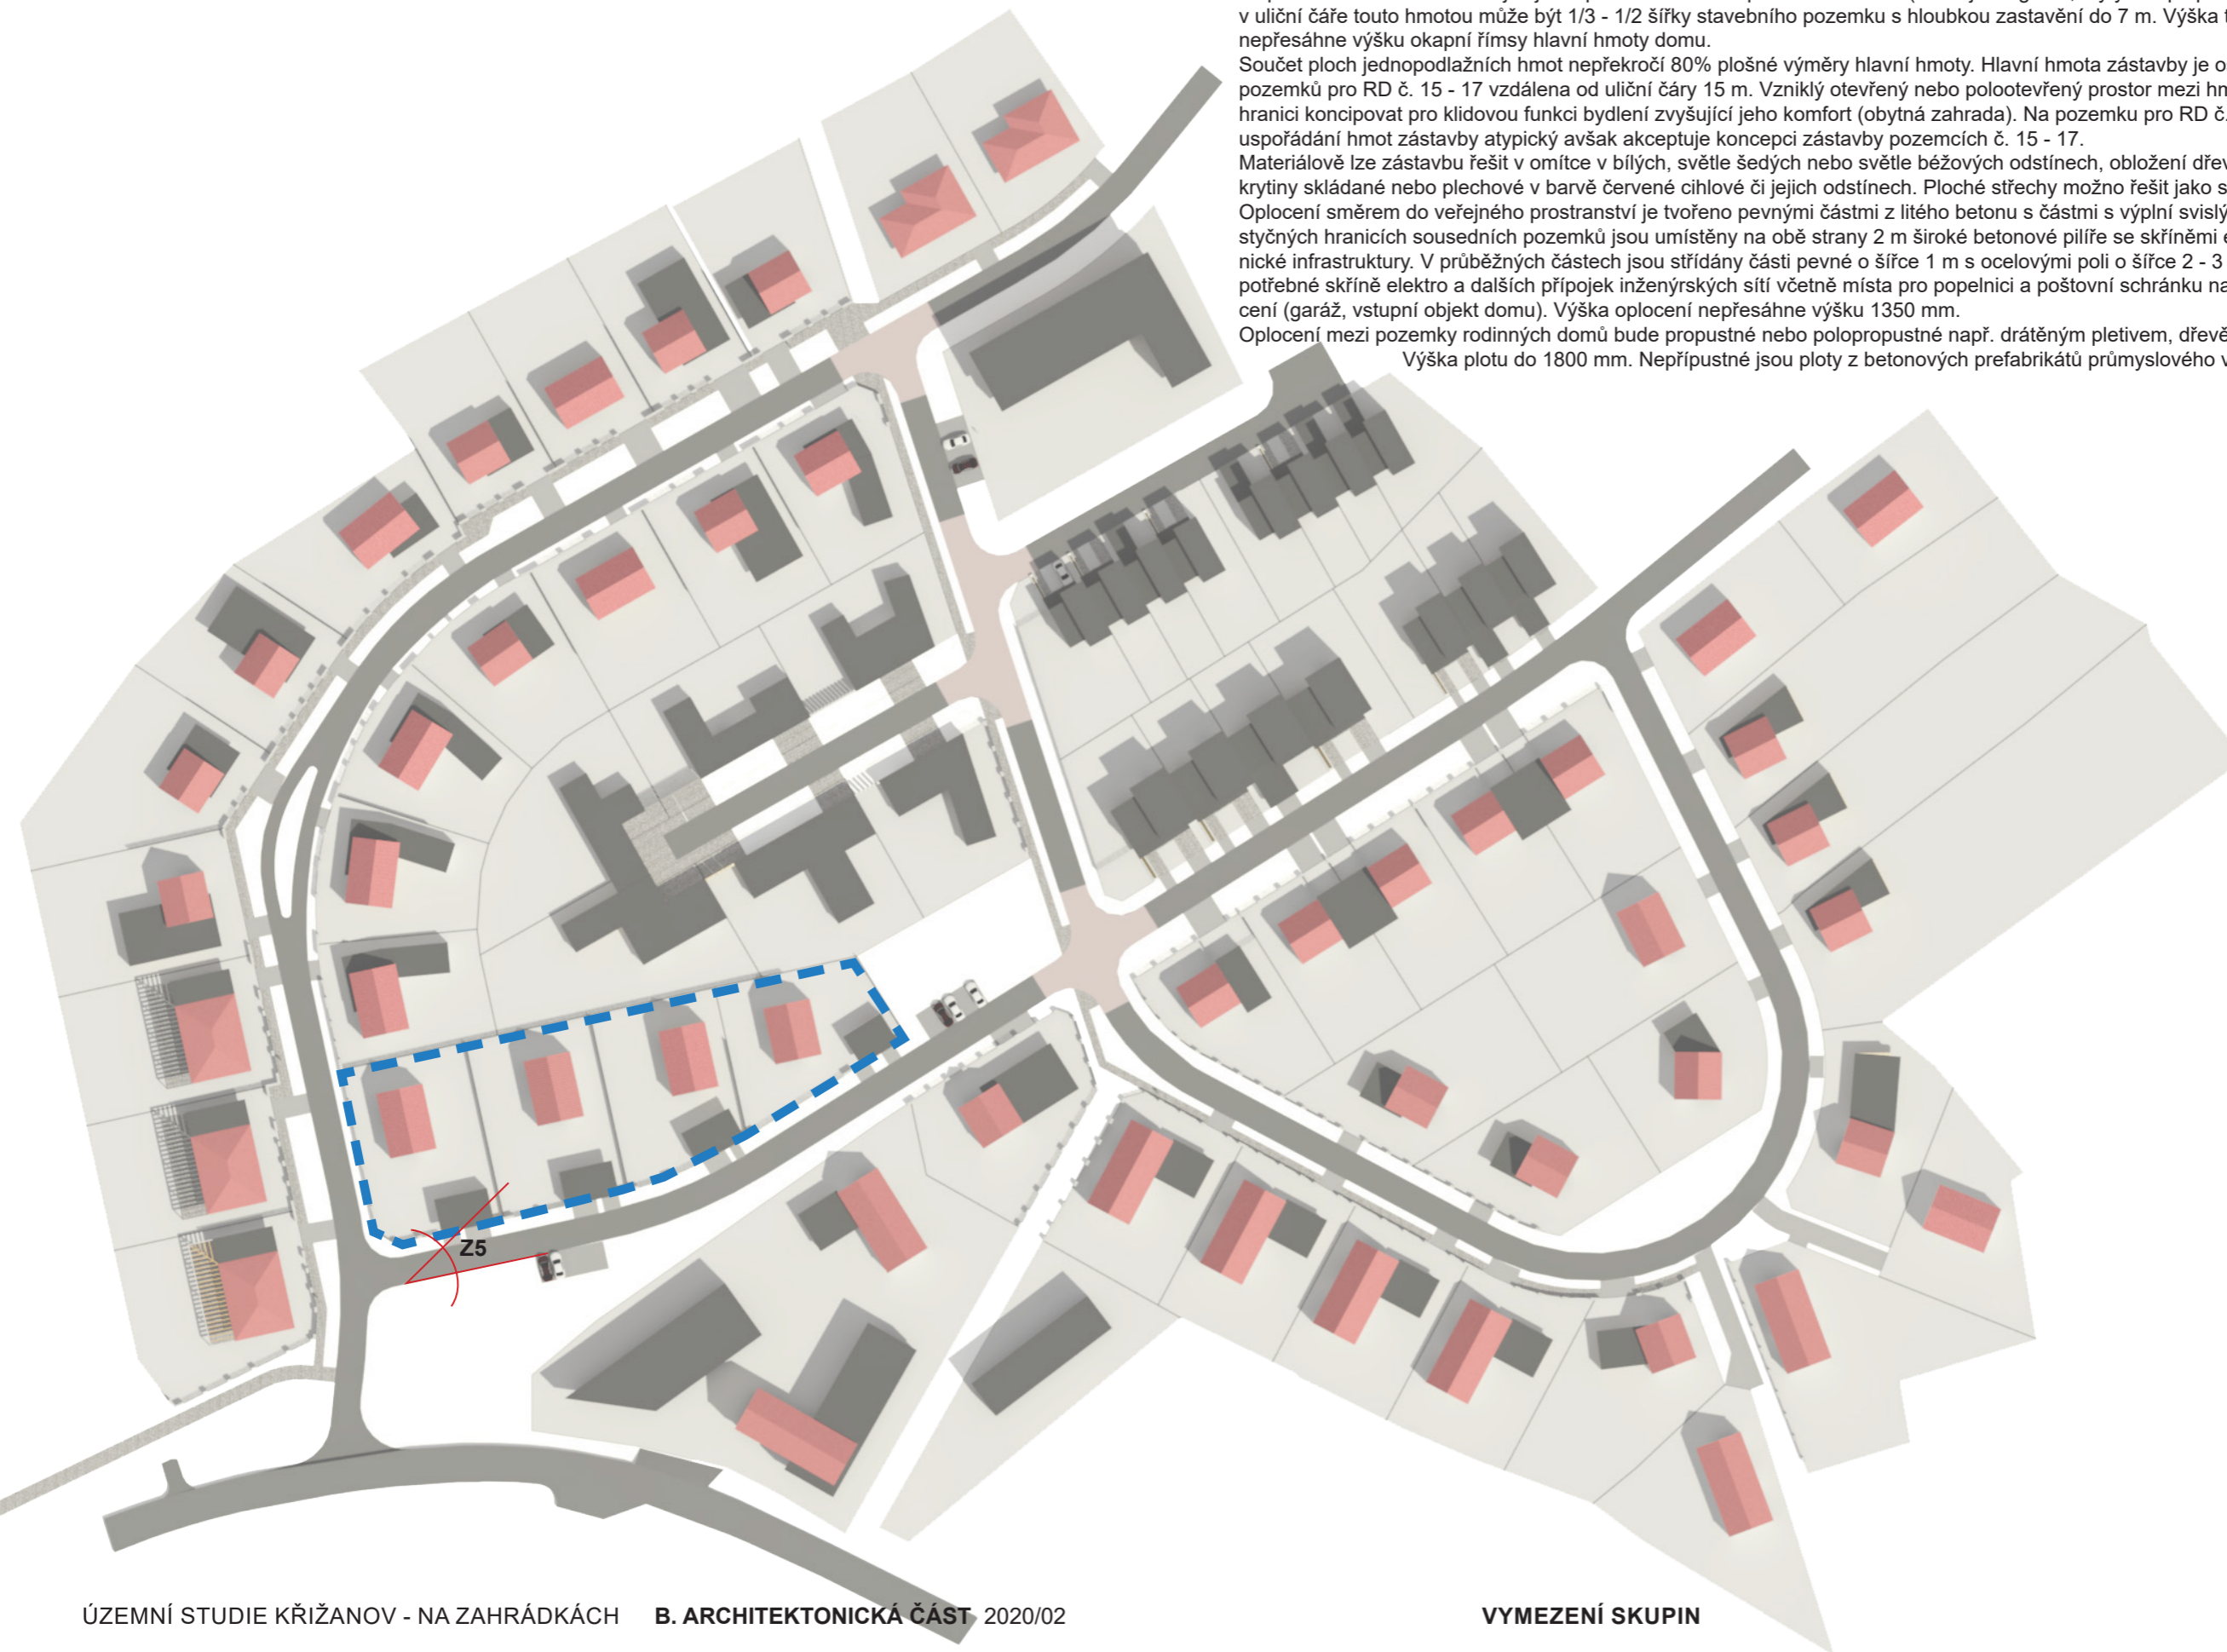 v uliční čáře touto hmotou může být 1/3 - 1/2 šířky stavebního pozemku s hloubkou zastavění do 7 m. Výška t
nepřesáhne výšku okapní římsy hlavní hmoty domu.
Součet ploch jednopodlažních hmot nepřekročí 80% plošné výměry hlavní hmoty. Hlavní hmota zástavby je o
pozemků pro RD č. 15 - 17 vzdálena od uliční čáry 15 m. Vzniklý otevřený nebo polootevřený prostor mezi hm
hranici koncipovat pro klidovou funkci bydlení zvyšující jeho komfort (obytná zahrada). Na pozemku pro RD č.
uspořádání hmot zástavby atypický avšak akceptuje koncepci zástavby pozemcích č. 15 - 17.
Materiálově lze zástavbu řešit v omítce v bílých, světle šedých nebo světle béžových odstínech, obložení dřev
krytiny skládané nebo plechové v barvě červené cihlové či jejich odstínech. Ploché střechy možno řešit jako s
Oplocení směrem do veřejného prostranství je tvořeno pevnými částmi z litého betonu s částmi s výplní svislý
styčných hranicích sousedních pozemků jsou umístěny na obě strany 2 m široké betonové pilíře se skříněmi e
nické infrastruktury. V průběžných částech jsou střídány části pevné o šířce 1 m s ocelovými poli o šířce 2 - 3
potřebné skříně elektro a dalších přípojek inženýrských sítí včetně místa pro popelnici a poštovní schránku na
cení (garáž, vstupní objekt domu). Výška oplocení nepřesáhne výšku 1350 mm.
Oplocení mezi pozemky rodinných domů bude propustné nebo polopropustné např. drátěným pletivem, dřevě
Výška plotu do 1800 mm. Nepřípustné jsou ploty z betonových prefabrikátů průmyslového v
Z5
ÚZEMNÍ STUDIE KŘIŽANOV - NA ZAHRÁDKÁCH B. ARCHITEKTONICKÁ ČÁST 2020/02
VYMEZENÍ SKUPIN